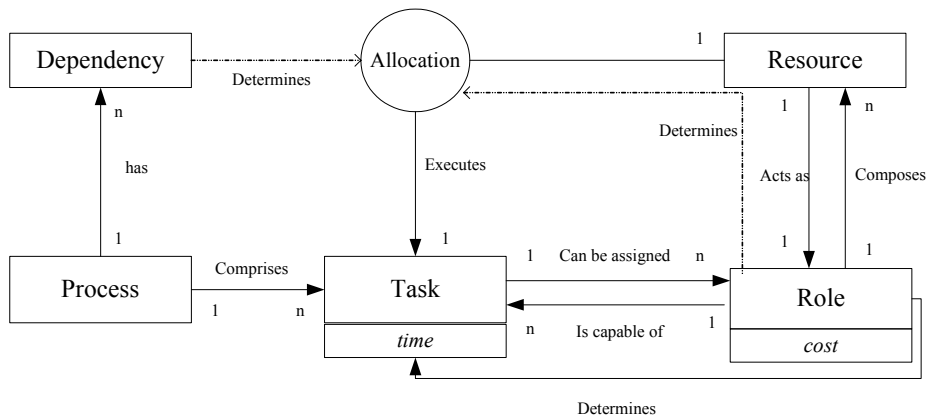 1
Dependency
Allocation
Resource
Determines
n
1
n
Determines
has
Executes
Acts as
Composes
1
1
1
1
Comprises
1
Can be assigned
n
Process
Task
Role
1
n
n
Is capable of
1
time
cost
Determines